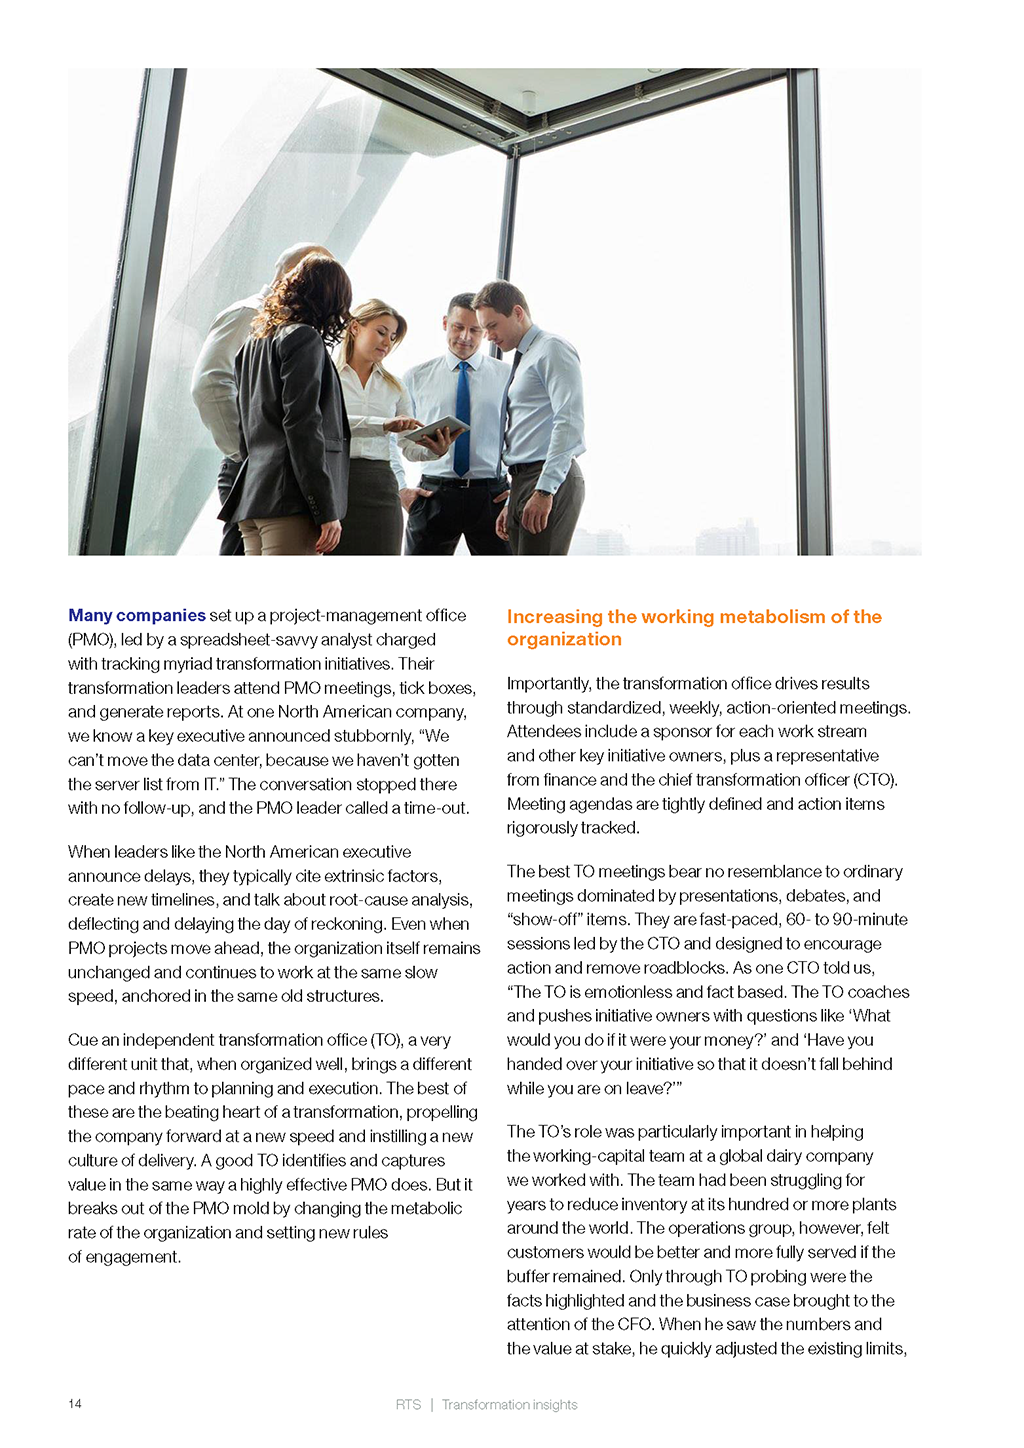 Many companies set up a project-management office
(PMO), led by a spreadsheet-savvy analyst charged
with tracking myriad transformation initiatives. Their
transformation leaders attend PMO meetings, tick boxes,
and generate reports. At one North American company,
we know a key executive announced stubbornly, “We
can’t move the data center, because we haven’t gotten
the server list from IT.” The conversation stopped there
with no follow-up, and the PMO leader called a time-out.
When leaders like the North American executive
announce delays, they typically cite extrinsic factors,
create new timelines, and talk about root-cause analysis,
deflecting and delaying the day of reckoning. Even when
PMO projects move ahead, the organization itself remains
unchanged and continues to work at the same slow
speed, anchored in the same old structures.
Cue an independent transformation office (TO), a very
different unit that, when organized well, brings a different
pace and rhythm to planning and execution. The best of
these are the beating heart of a transformation, propelling
the company forward at a new speed and instilling a new
culture of delivery. A good TO identifies and captures
value in the same way a highly effective PMO does. But it
breaks out of the PMO mold by changing the metabolic
rate of the organization and setting new rules
of engagement.
Increasing the working metabolism of the
organization
Importantly, the transformation office drives results
through standardized, weekly, action-oriented meetings.
Attendees include a sponsor for each work stream
and other key initiative owners, plus a representative
from finance and the chief transformation officer (CTO).
Meeting agendas are tightly defined and action items
rigorously tracked.
The best TO meetings bear no resemblance to ordinary
meetings dominated by presentations, debates, and
“show-off” items. They are fast-paced, 60- to 90-minute
sessions led by the CTO and designed to encourage
action and remove roadblocks. As one CTO told us,
“The TO is emotionless and fact based. The TO coaches
and pushes initiative owners with questions like ‘What
would you do if it were your money?’ and ‘Have you
handed over your initiative so that it doesn’t fall behind
while you are on leave?’”
The TO’s role was particularly important in helping
the working-capital team at a global dairy company
we worked with. The team had been struggling for
years to reduce inventory at its hundred or more plants
around the world. The operations group, however, felt
customers would be better and more fully served if the
buffer remained. Only through TO probing were the
facts highlighted and the business case brought to the
attention of the CFO. When he saw the numbers and
the value at stake, he quickly adjusted the existing limits,
14
RTS | Transformation insights